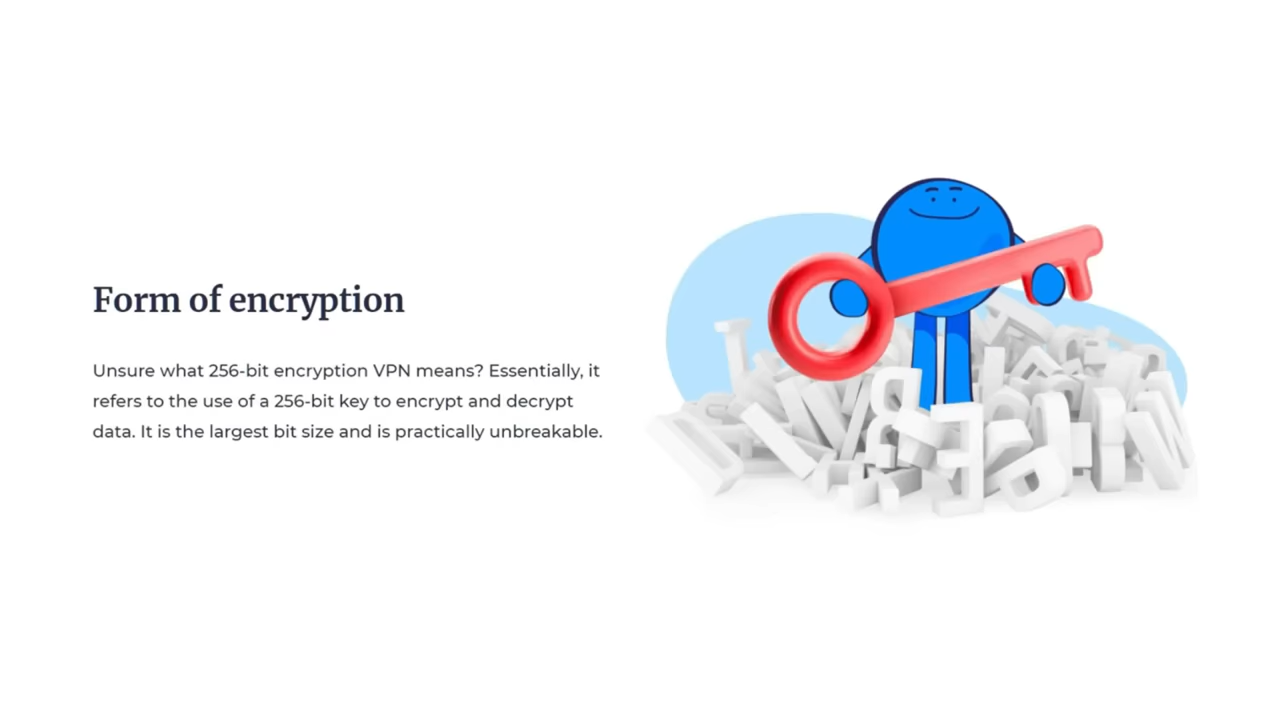 Form of encryption
Unsure what 256-bit encryption VPN means? Essentially, it
refers to the use of a 256-bit key to encrypt and decrypt
data. It is the largest bit size and is practically unbreakable.